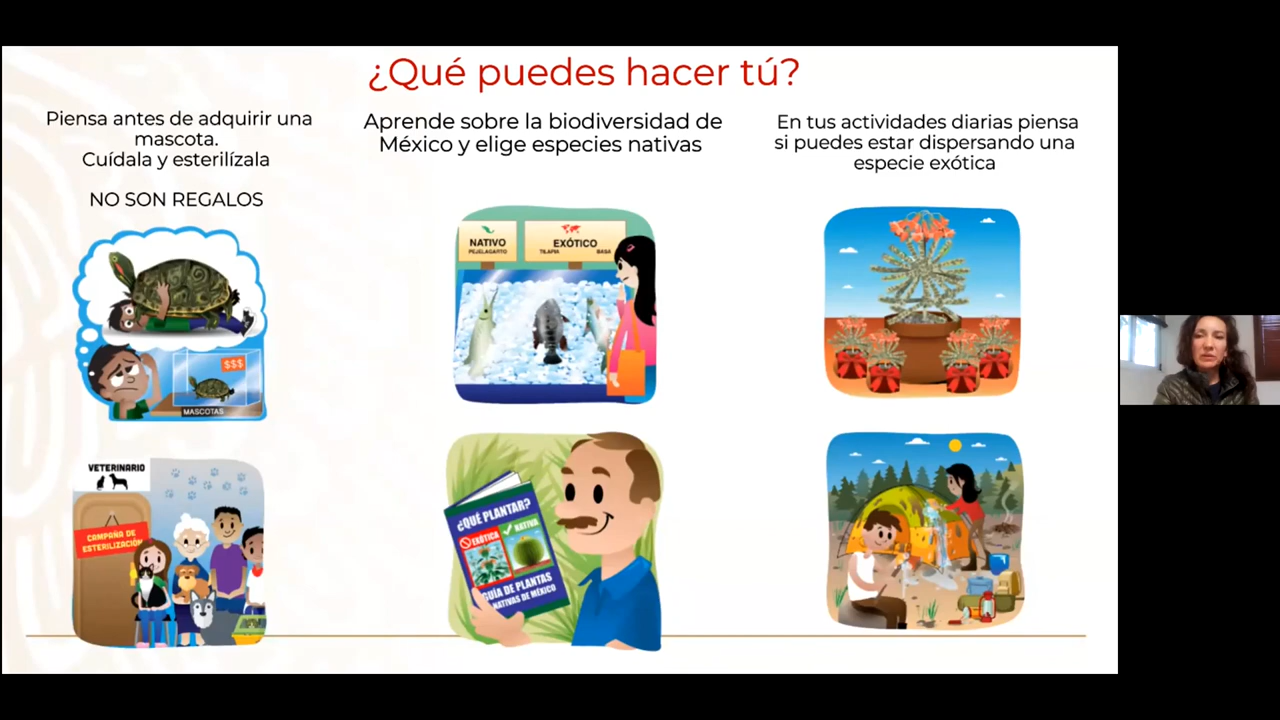 ¿Qué puedes hacer tú?
Piensa antes de adquirir una
mascota.
Cuídala y esterilízala
NO SON REGALOS
$$$
MASCOTAS
VETERINARIO
CAMPAÑA DE
ESTERILIZACIÓN
Aprende sobre la biodiversidad de
México y elige especies nativas
NATIVO
PEJELAGARTO
EXÓTICO
TILAPIA BASA
¿QUÉ PLANTAR?
EXÓTICA
NATIVA
GUÍA DE PLANTAS
NATIVAS DE MÉXICO
En tus actividades diarias piensa
si puedes estar dispersando una
especie exótica